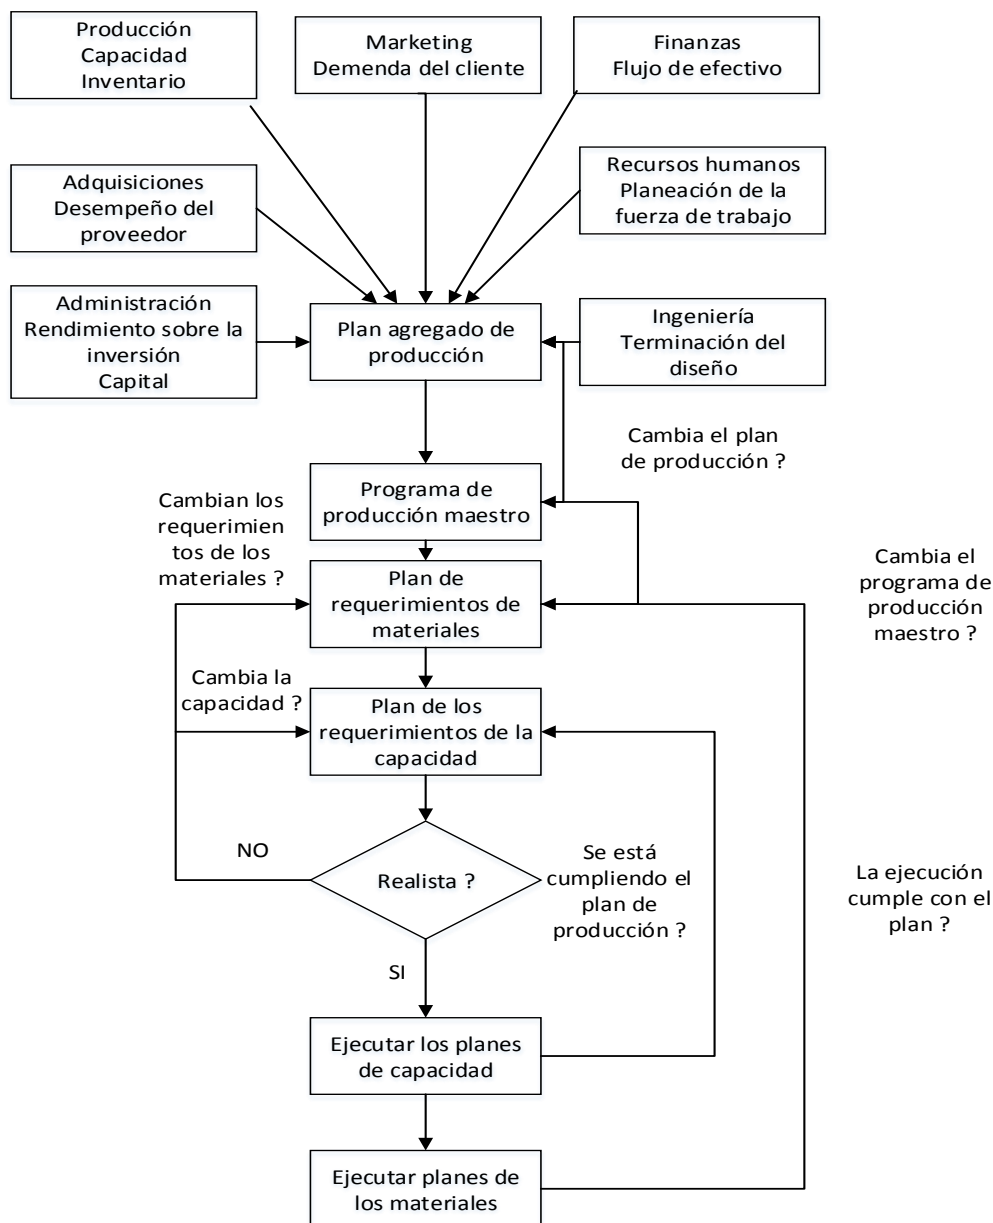 Producción
Capacidad
Inventario
Marketing
Demenda del cliente
Finanzas
Flujo de efectivo
Adquisiciones
Desempeño del
proveedor
Recursos humanos
Planeación de la
fuerza de trabajo
Administración
Rendimiento sobre la
inversión
Capital
Plan agregado de
producción
Ingeniería
Terminación del
diseño
Cambia el plan
de producción ?
Programa de
producción maestro
Cambian los
requerimien
tos de los
materiales ?
Plan de
requerimientos de
materiales
Cambia el
programa de
producción
maestro ?
Cambia la
capacidad ?
Plan de los
requerimientos de la
capacidad
NO
Realista ?
Se está
cumpliendo el
plan de
producción ?
La ejecución
cumple con el
plan ?
SI
Ejecutar los planes
de capacidad
Ejecutar planes de
los materiales